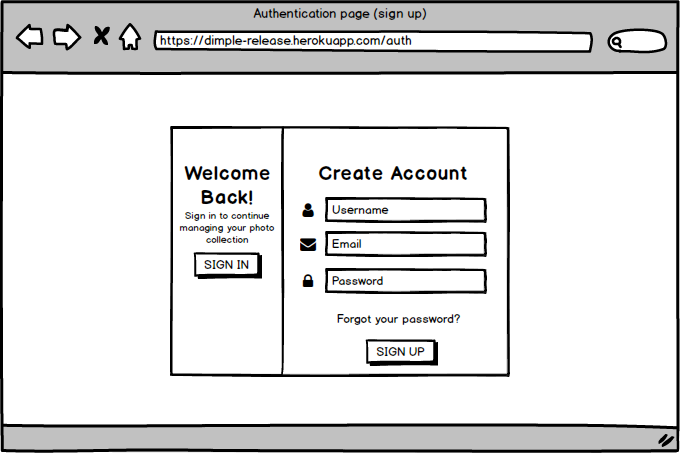 Authentication page (sign up)
https://dimple-release.herokuapp.com/auth
Welcome
Back!
Sign in to continue
managing your photo
collection
SIGN IN
Create Account
Username
Email
Password
Forgot your password?
SIGN UP